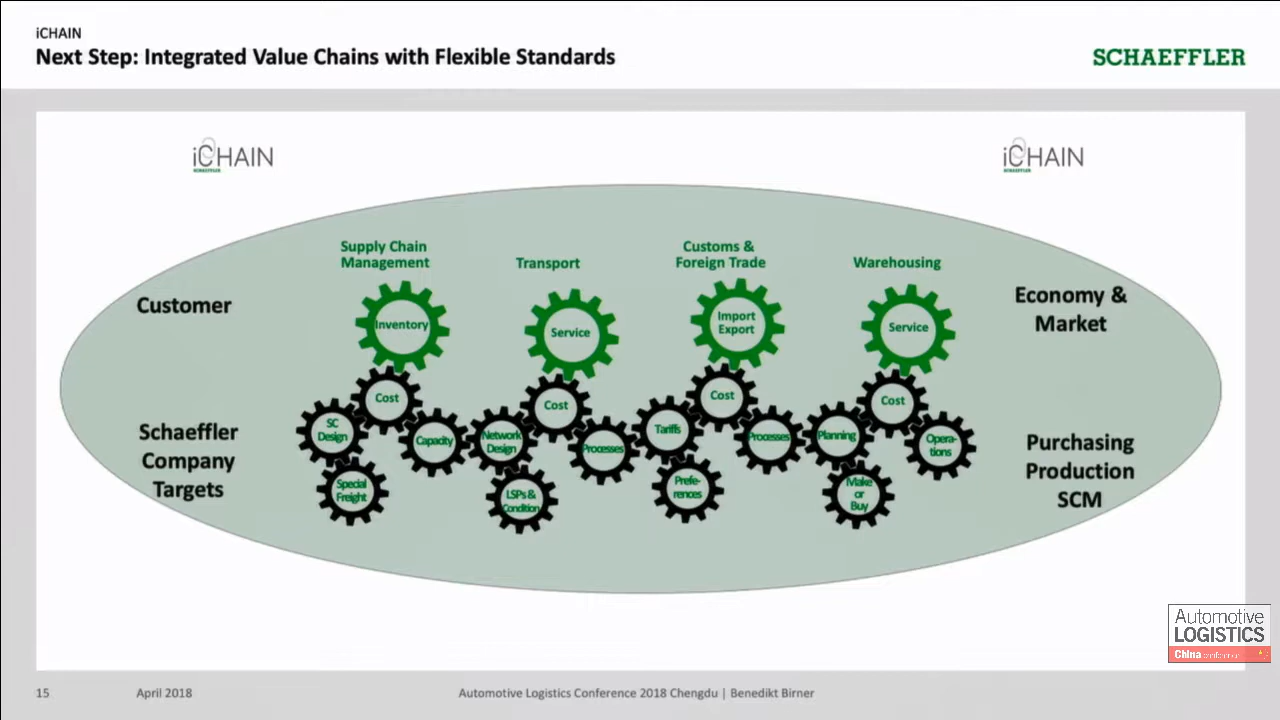 iCHAIN
Next Step: Integrated Value Chains with Flexible Standards
SCHAEFFLER
iCHAIN
SCHAEFFLER
iCHAIN
SCHAEFFLER
Supply Chain
Management
Transport
Customs &
Foreign Trade
Warehousing
Customer
Economy &
Market
Inventory
Service
Import
Export
Service
Cost
Cost
Cost
Cost
SC
Design
Capacity
Network
Design
Processes
Tariffs
Processes
Planning
Opera-
tions
Special
Freight
LSPs &
Condition
Prefe-
rences
Make
or
Buy
Schaeffler
Company
Targets
Purchasing
Production
SCM
Automotive
LOGISTICS
China conference
15
April 2018
Automotive Logistics Conference 2018 Chengdu | Benedikt Birner